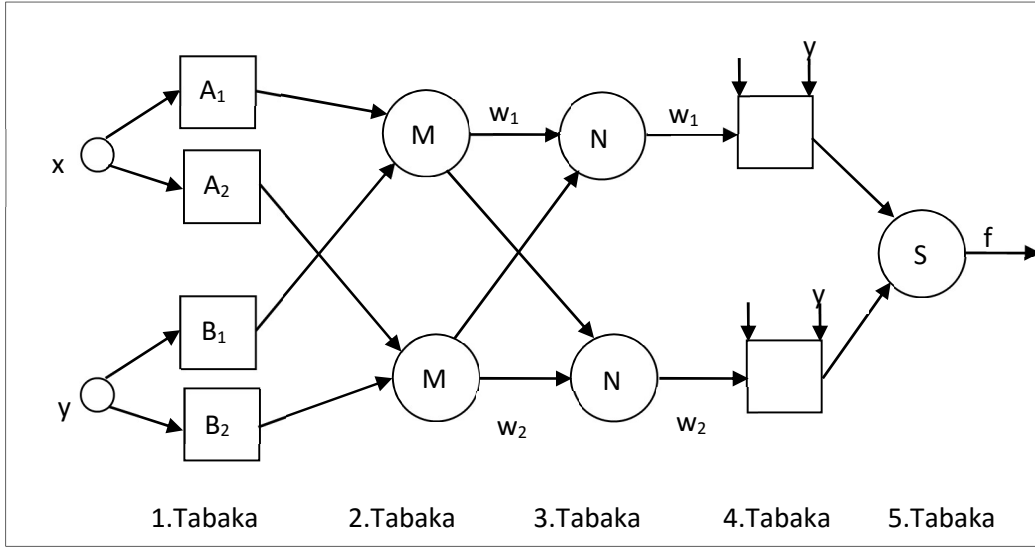 y
A₁
w₁
w₁
M
N
x
A₂
S
f
y
B₁
M
N
y
B₂
w₂
w₂
1.Tabaka
2.Tabaka
3.Tabaka
4.Tabaka
5.Tabaka